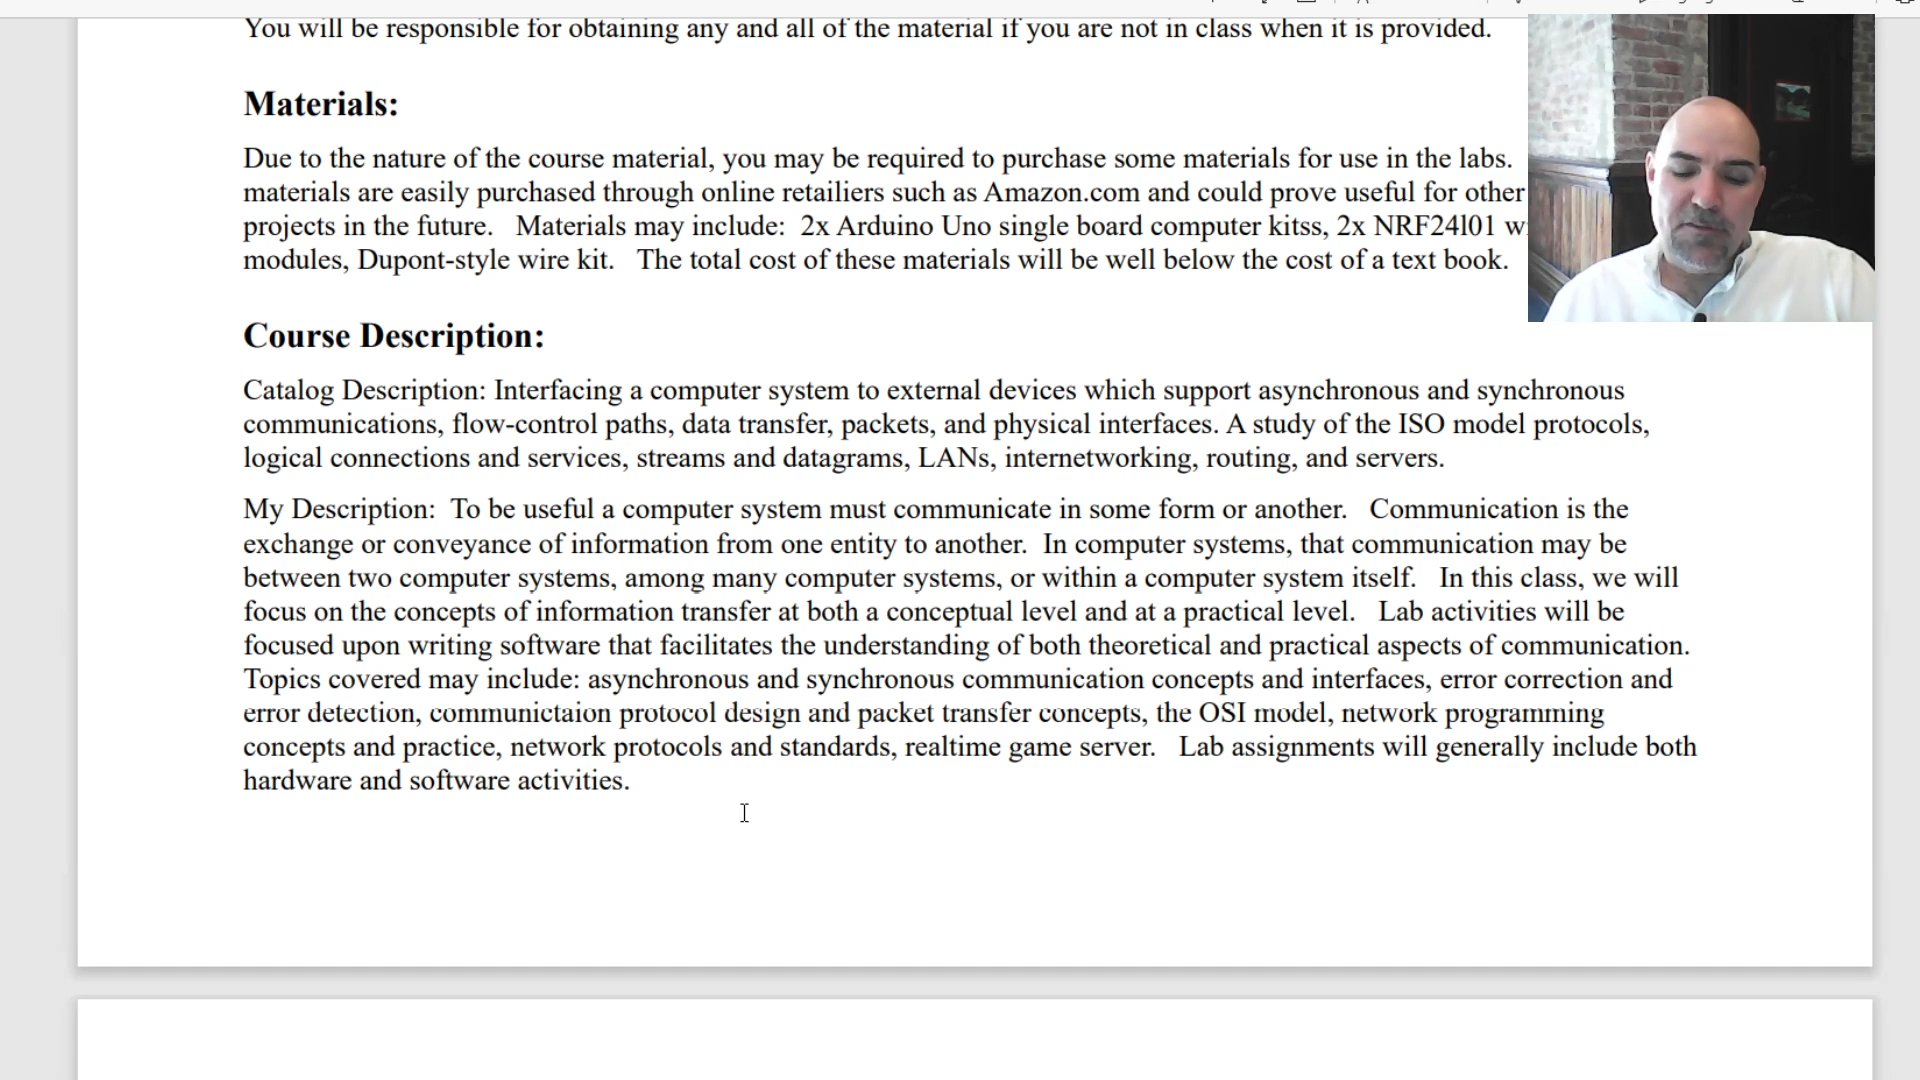 You will be responsible for obtaining any and all of the material if you are not in class when it is provided.
Materials:
Due to the nature of the course material, you may be required to purchase some materials for use in the labs.
materials are easily purchased through online retailiers such as Amazon.com and could prove useful for other
projects in the future. Materials may include: 2x Arduino Uno single board computer kitss, 2x NRF24l01
modules, Dupont-style wire kit. The total cost of these materials will be well below the cost of a text book.
Course Description:
Catalog Description: Interfacing a computer system to external devices which support asynchronous and synchronous
communications, flow-control paths, data transfer, packets, and physical interfaces. A study of the ISO model protocols,
logical connections and services, streams and datagrams, LANs, internetworking, routing, and servers.
My Description: To be useful a computer system must communicate in some form or another. Communication is the
exchange or conveyance of information from one entity to another. In computer systems, that communication may be
between two computer systems, among many computer systems, or within a computer system itself. In this class, we will
focus on the concepts of information transfer at both a conceptual level and at a practical level. Lab activities will be
focused upon writing software that facilitates the understanding of both theoretical and practical aspects of communication.
Topics covered may include: asynchronous and synchronous communication concepts and interfaces, error correction and
error detection, communictaion protocol design and packet transfer concepts, the OSI model, network programming
concepts and practice, network protocols and standards, realtime game server. Lab assignments will generally include both
hardware and software activities.